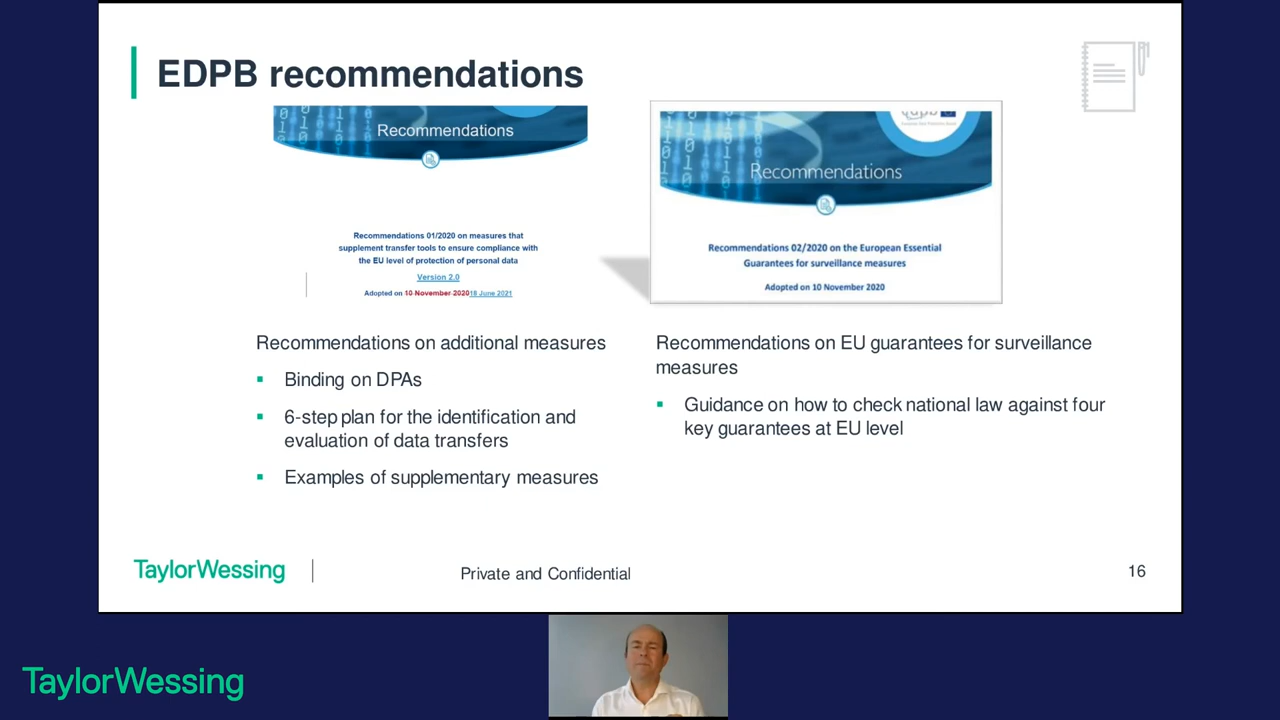 EDPB recommendations
Recommendations
Recommendations 01/2020 on measures that
supplement transfer tools to ensure compliance with
the EU level of protection of personal data
Version 2.0
Adopted on 10 November 202018 June 2021
Recommendations
Recommendations 02/2020 on the European Essential
Guarantees for surveillance measures
Adopted on 10 November 2020
Recommendations on additional measures
▪ Binding on DPAs
▪ 6-step plan for the identification and
evaluation of data transfers
▪ Examples of supplementary measures
Recommendations on EU guarantees for surveillance
measures
▪ Guidance on how to check national law against four
key guarantees at EU level
TaylorWessing
Private and Confidential
16
TaylorWessing